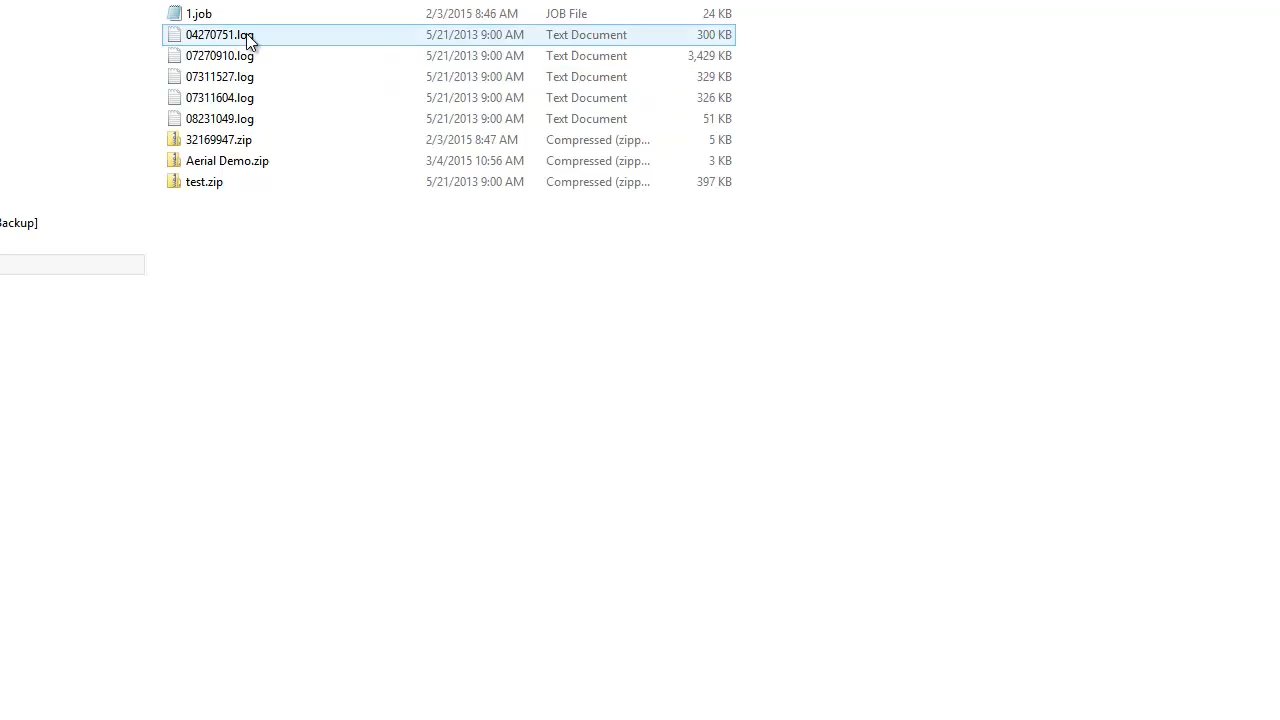 1.job 2/3/2015 8:46 AM JOB File 24 KB
04270751.log 5/21/2013 9:00 AM Text Document 300 KB
07270910.log 5/21/2013 9:00 AM Text Document 3,429 KB
07311527.log 5/21/2013 9:00 AM Text Document 329 KB
07311604.log 5/21/2013 9:00 AM Text Document 326 KB
08231049.log 5/21/2013 9:00 AM Text Document 51 KB
32169947.zip 2/3/2015 8:47 AM Compressed (zipp... 5 KB
Aerial Demo.zip 3/4/2015 10:56 AM Compressed (zipp... 3 KB
test.zip 5/21/2013 9:00 AM Compressed (zipp... 397 KB
Backup]